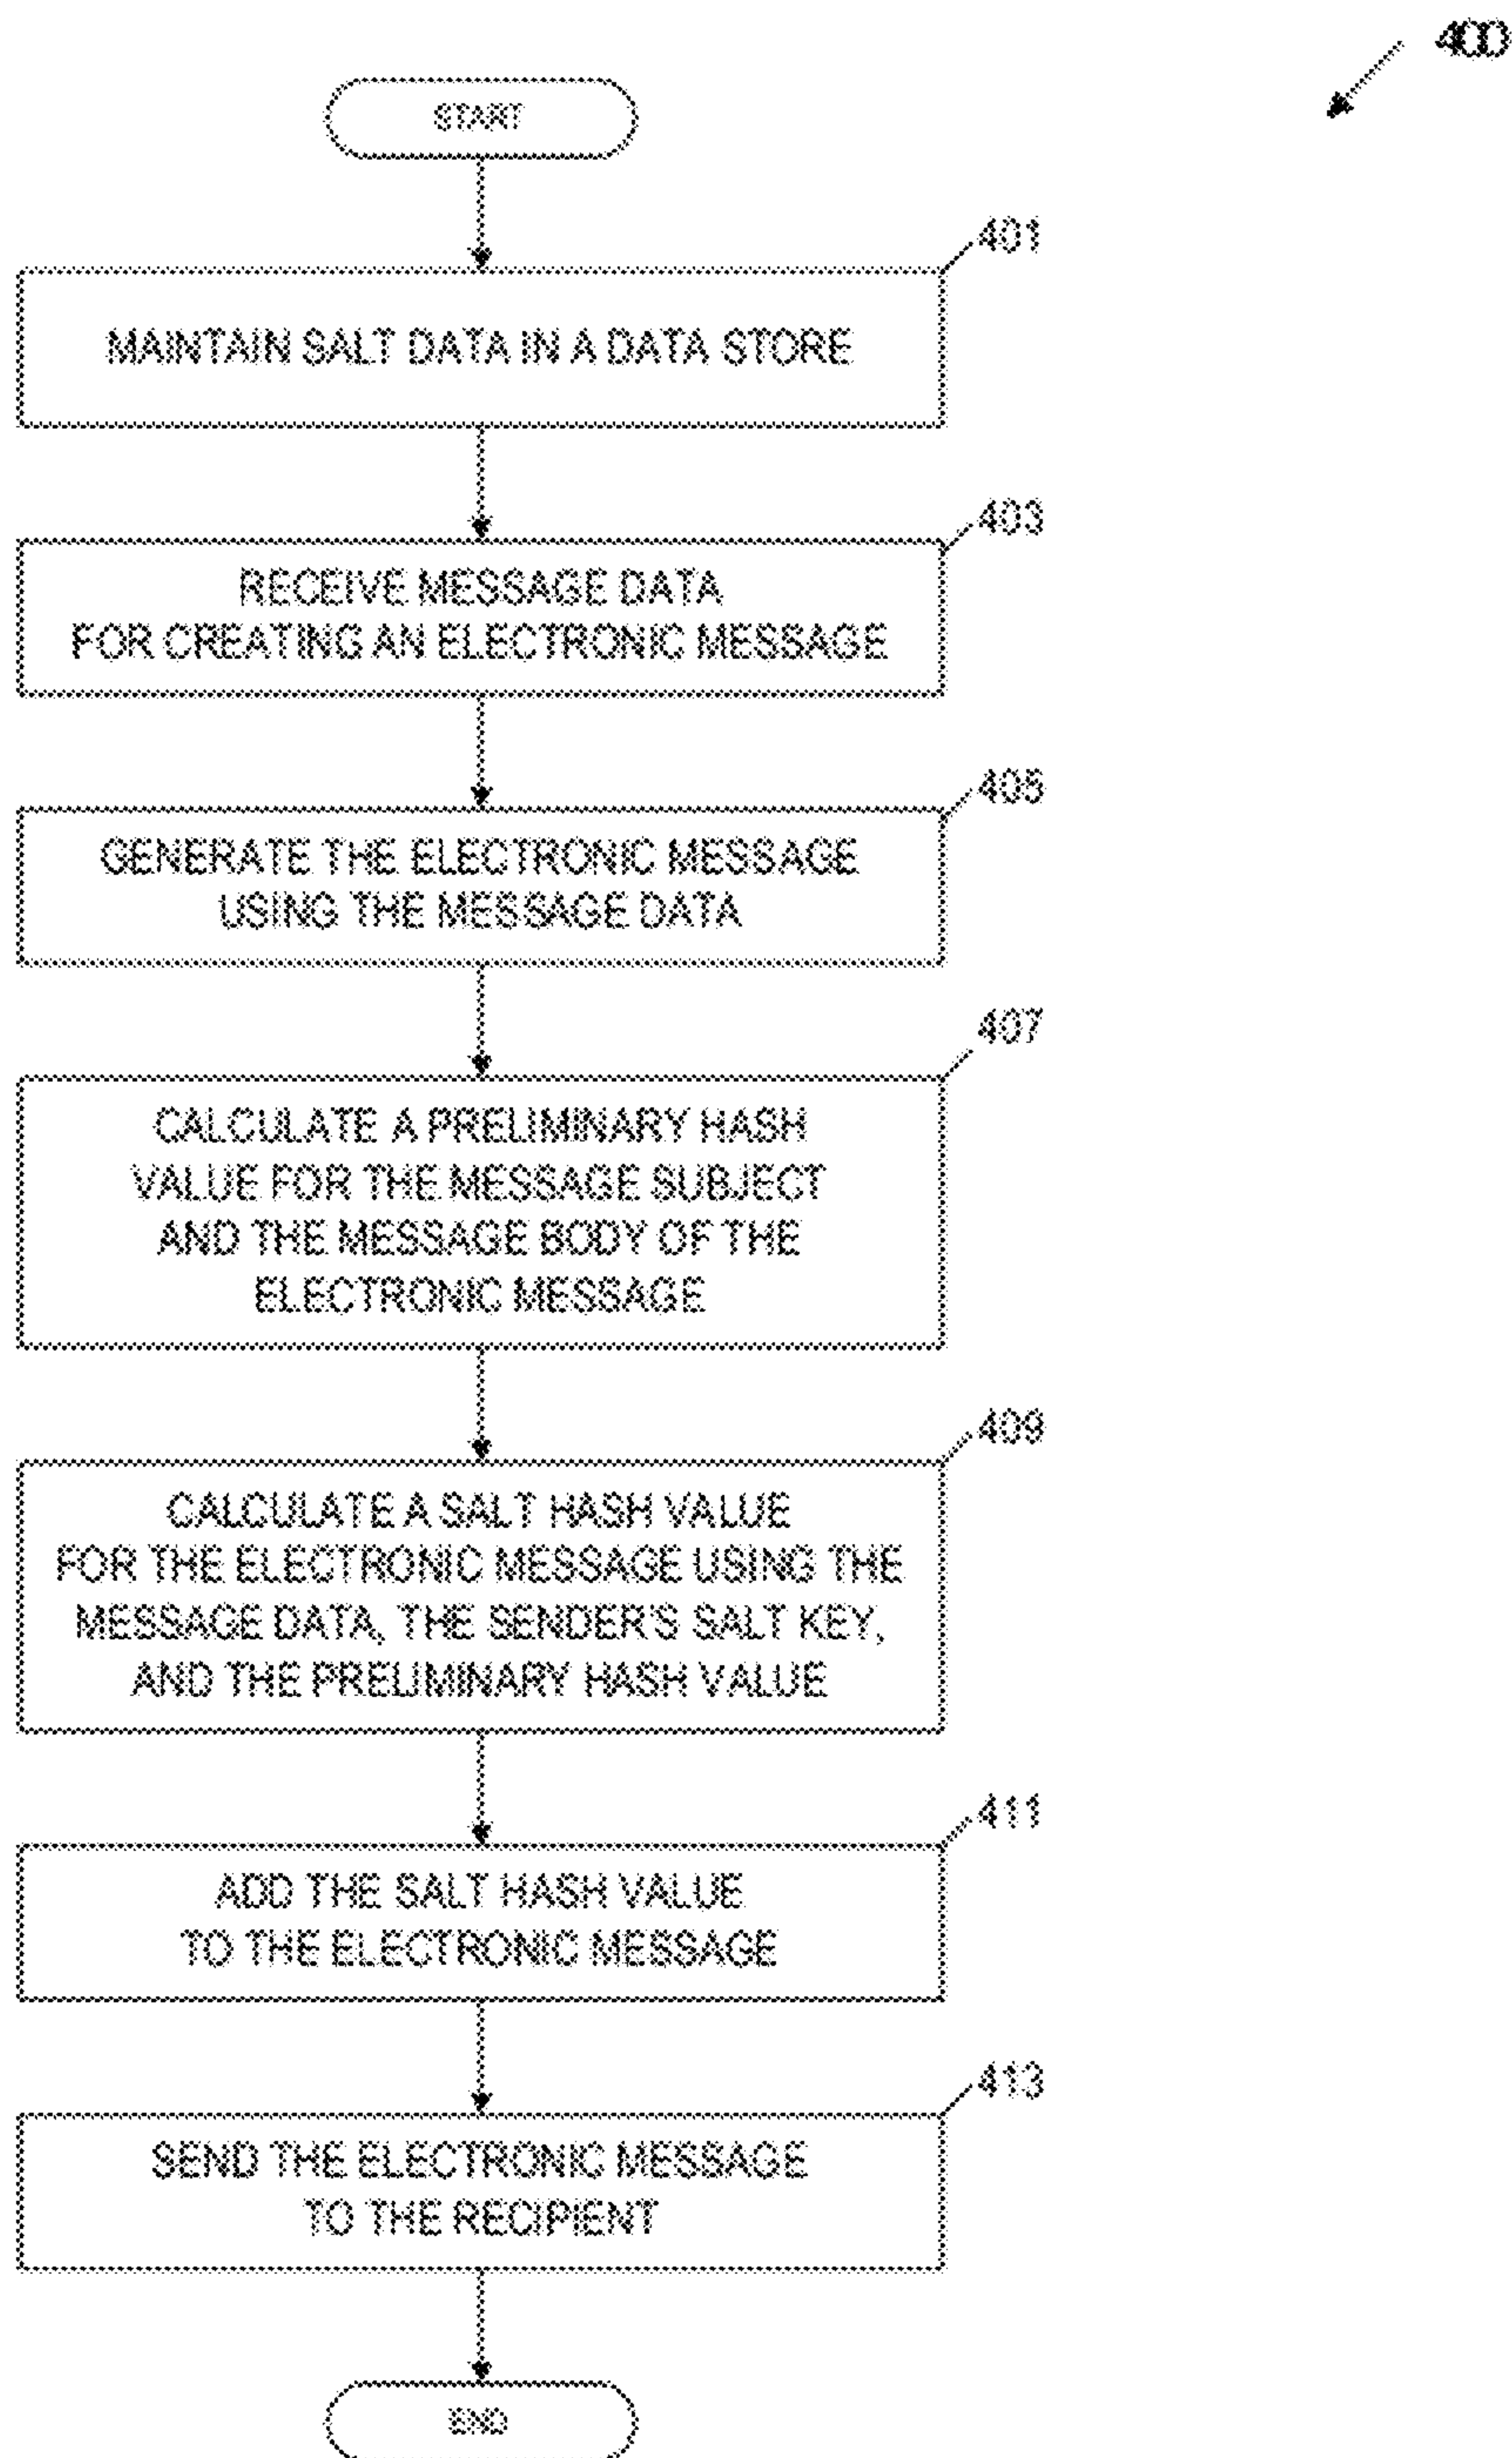 400
START
401
MAINTAIN SALT DATA IN A DATA STORE
403
RECEIVE MESSAGE DATA
FOR CREATING AN ELECTRONIC MESSAGE
405
GENERATE THE ELECTRONIC MESSAGE
USING THE MESSAGE DATA
407
CALCULATE A PRELIMINARY HASH
VALUE FOR THE MESSAGE SUBJECT
AND THE MESSAGE BODY OF THE
ELECTRONIC MESSAGE
409
CALCULATE A SALT HASH VALUE
FOR THE ELECTRONIC MESSAGE USING THE
MESSAGE DATA, THE SENDER'S SALT KEY,
AND THE PRELIMINARY HASH VALUE
411
ADD THE SALT HASH VALUE
TO THE ELECTRONIC MESSAGE
413
SEND THE ELECTRONIC MESSAGE
TO THE RECIPIENT
END